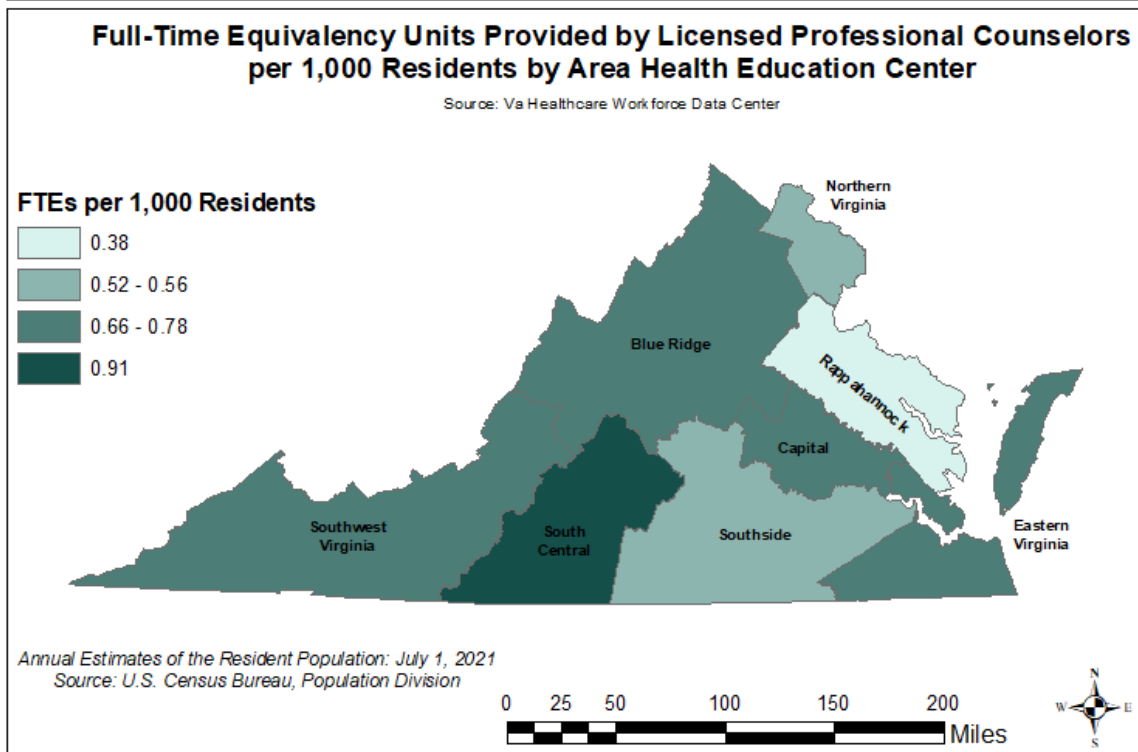 Full-Time Equivalency Units Provided by Licensed Professional Counselors
per 1,000 Residents by Area Health Education Center
Source: Va Healthcare Workforce Data Center
FTEs per 1,000 Residents
0.38
0.52 - 0.56
0.66 - 0.78
0.91
Northern
Virginia
Blue Ridge
Rappahannock
Capital
Southwest
Virginia
South
Central
Southside
Eastern
Virginia
Annual Estimates of the Resident Population: July 1, 2021
Source: U.S. Census Bureau, Population Division
0 25 50 100 150 200
Miles
N
W E
S